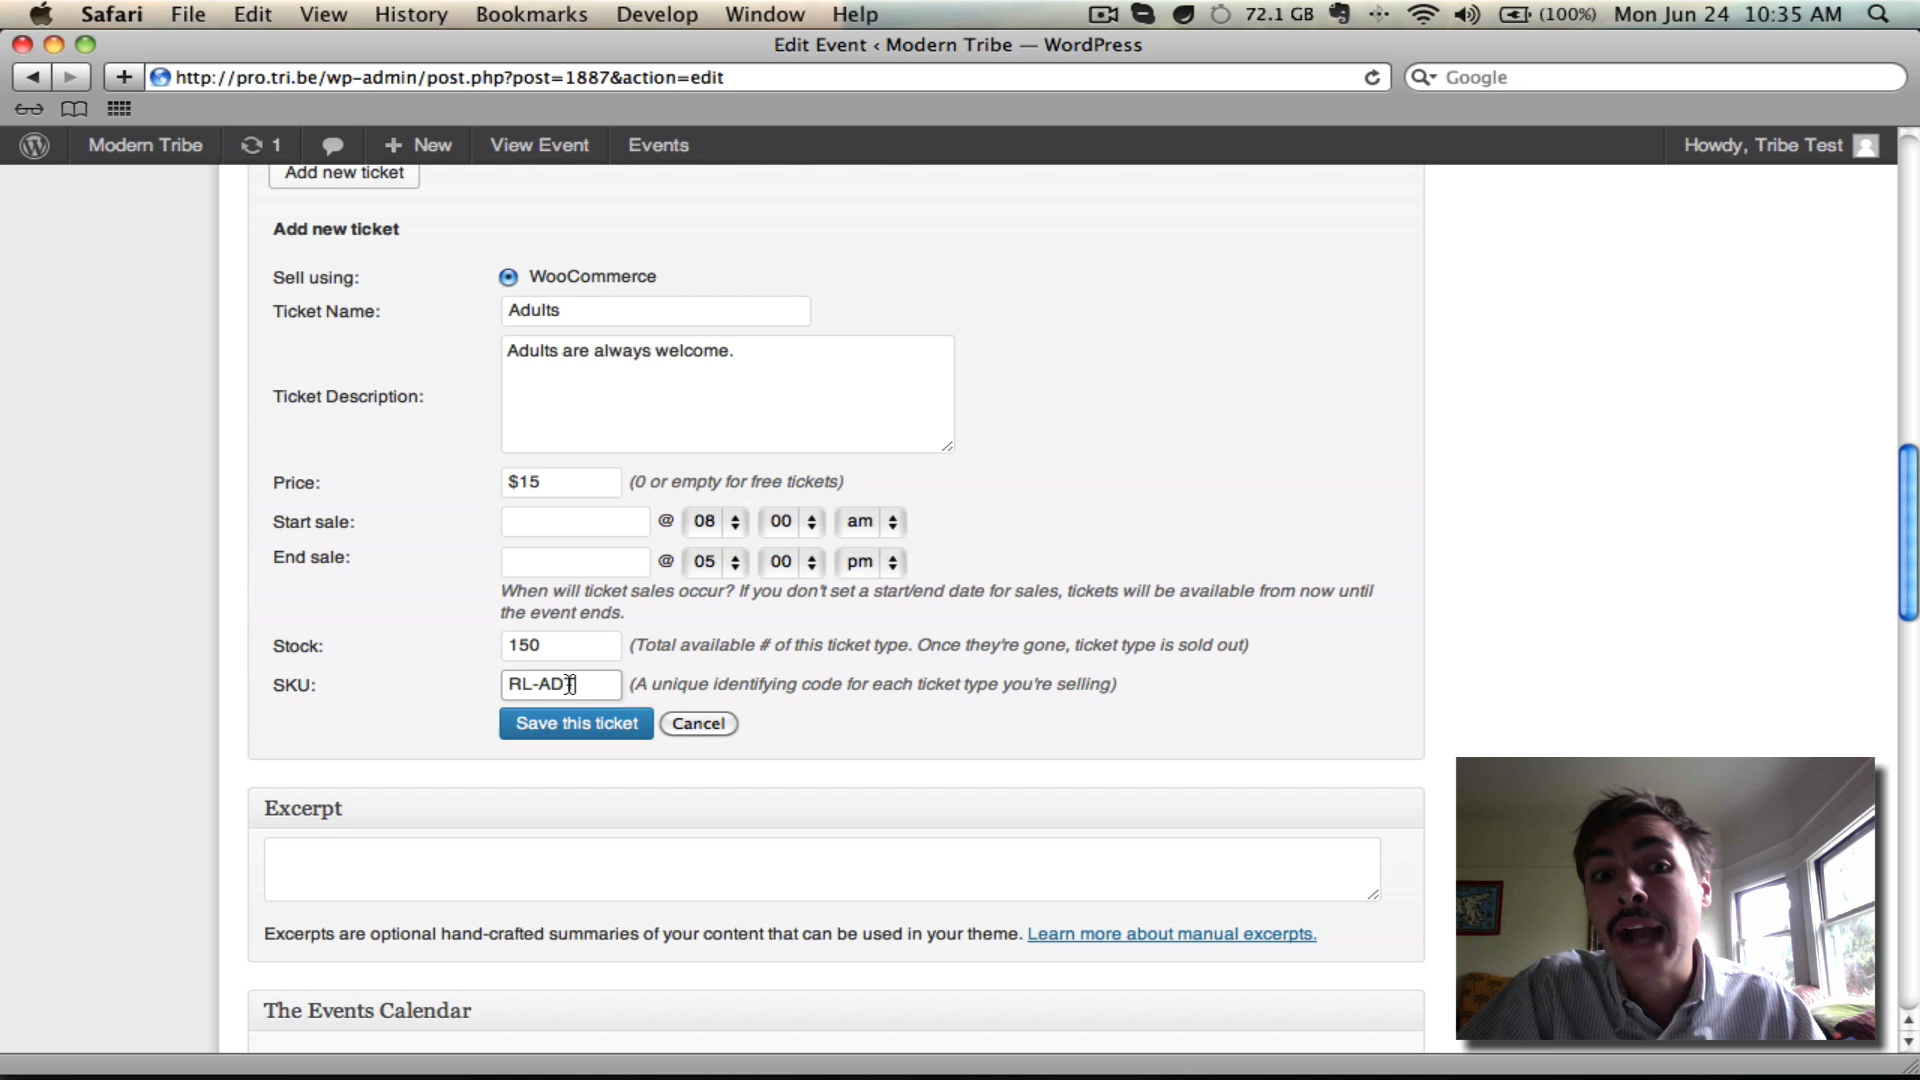 Safari File Edit View History Bookmarks Develop Window Help 72.1 GB (100%) Mon Jun 24 10:35 AM
Edit Event ‹ Modern Tribe — WordPress
http://pro.tri.be/wp-admin/post.php?post=1887&action=edit Google
Modern Tribe 1 + New View Event Events Howdy, Tribe Test
Add new ticket
Add new ticket
Sell using: WooCommerce
Ticket Name: Adults
Adults are always welcome.
Ticket Description:
Price: $15 (0 or empty for free tickets)
Start sale: @ 08 00 am
End sale: @ 05 00 pm
When will ticket sales occur? If you don't set a start/end date for sales, tickets will be available from now until
the event ends.
Stock: 150 (Total available # of this ticket type. Once they're gone, ticket type is sold out)
SKU: RL-ADT (A unique identifying code for each ticket type you're selling)
Save this ticket Cancel
Excerpt
Excerpts are optional hand-crafted summaries of your content that can be used in your theme. Learn more about manual excerpts.
The Events Calendar